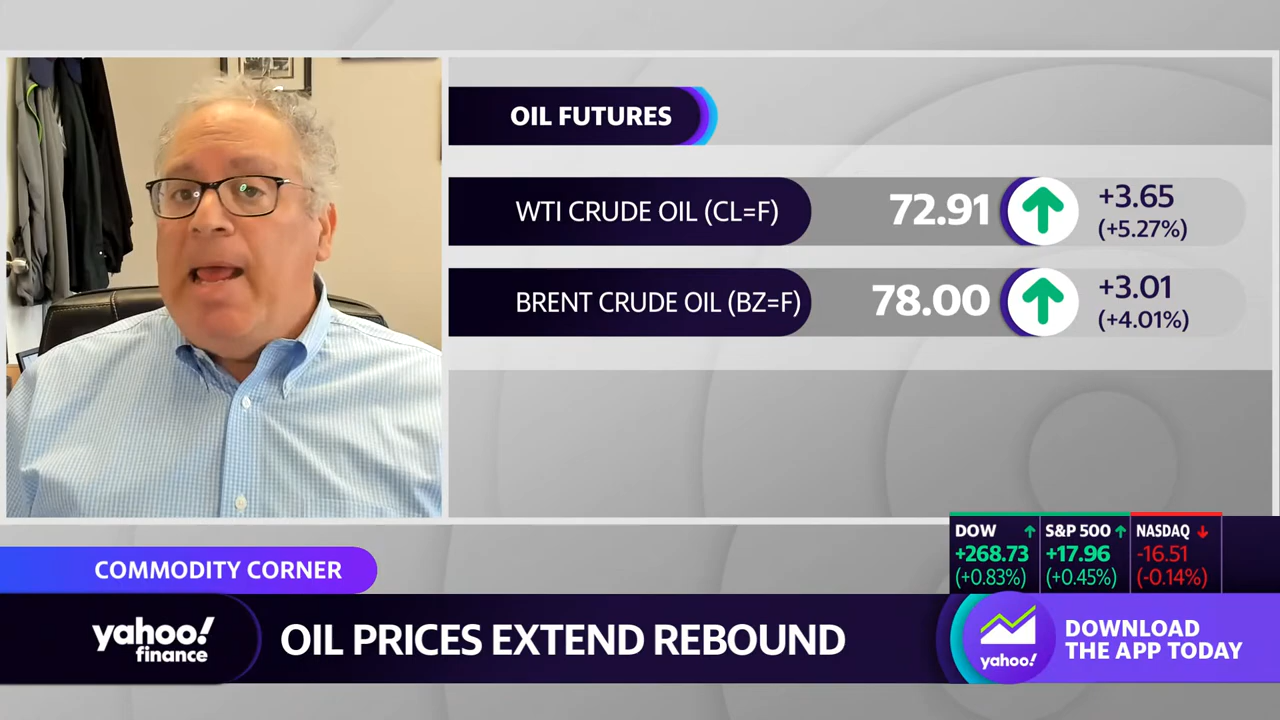 OIL FUTURES
WTI CRUDE OIL (CL=F)
72.91
+3.65
(+5.27%)
BRENT CRUDE OIL (BZ=F)
78.00
+3.01
(+4.01%)
DOW
+268.73
(+0.83%)
S&P 500
+17.96
(+0.45%)
NASDAQ
-16.51
(-0.14%)
COMMODITY CORNER
yahoo!
finance
OIL PRICES EXTEND REBOUND
yahoo!
DOWNLOAD
THE APP TODAY